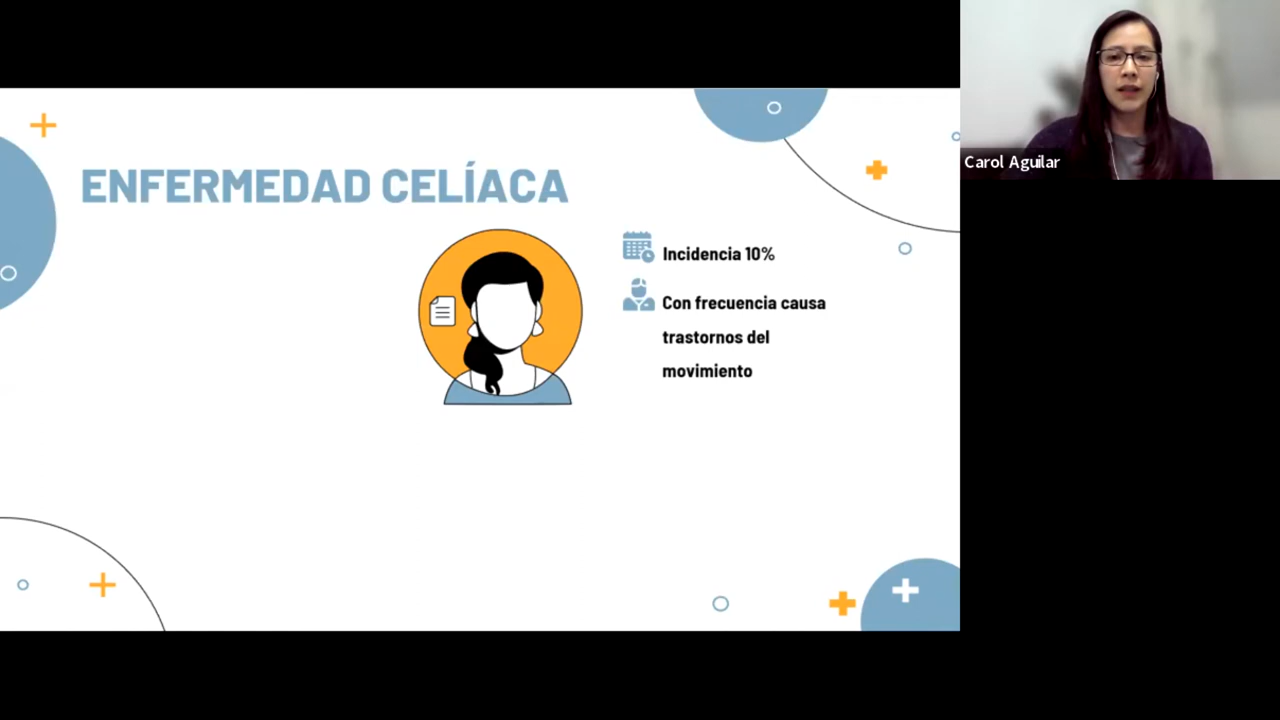 ENFERMEDAD CELÍACA
Incidencia 10%
Con frecuencia causa
trastornos del
movimiento
Carol Aguilar